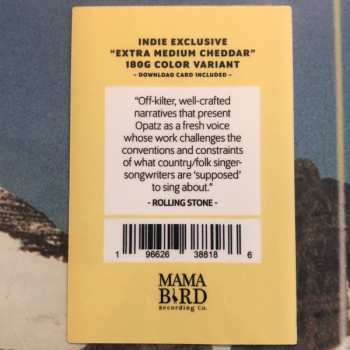 INDIE EXCLUSIVE
"EXTRA MEDIUM CHEDDAR"
180G COLOR VARIANT
- DOWNLOAD CARD INCLUDED -
"Off-kilter, well-crafted
narratives that present
Opatz as a fresh voice
whose work challenges the
conventions and constraints
of what country/folk singer-
songwriters are 'supposed'
to sing about."
- ROLLING STONE -
1 96626 38818 6
MAMA
BIRD
Recording Co.